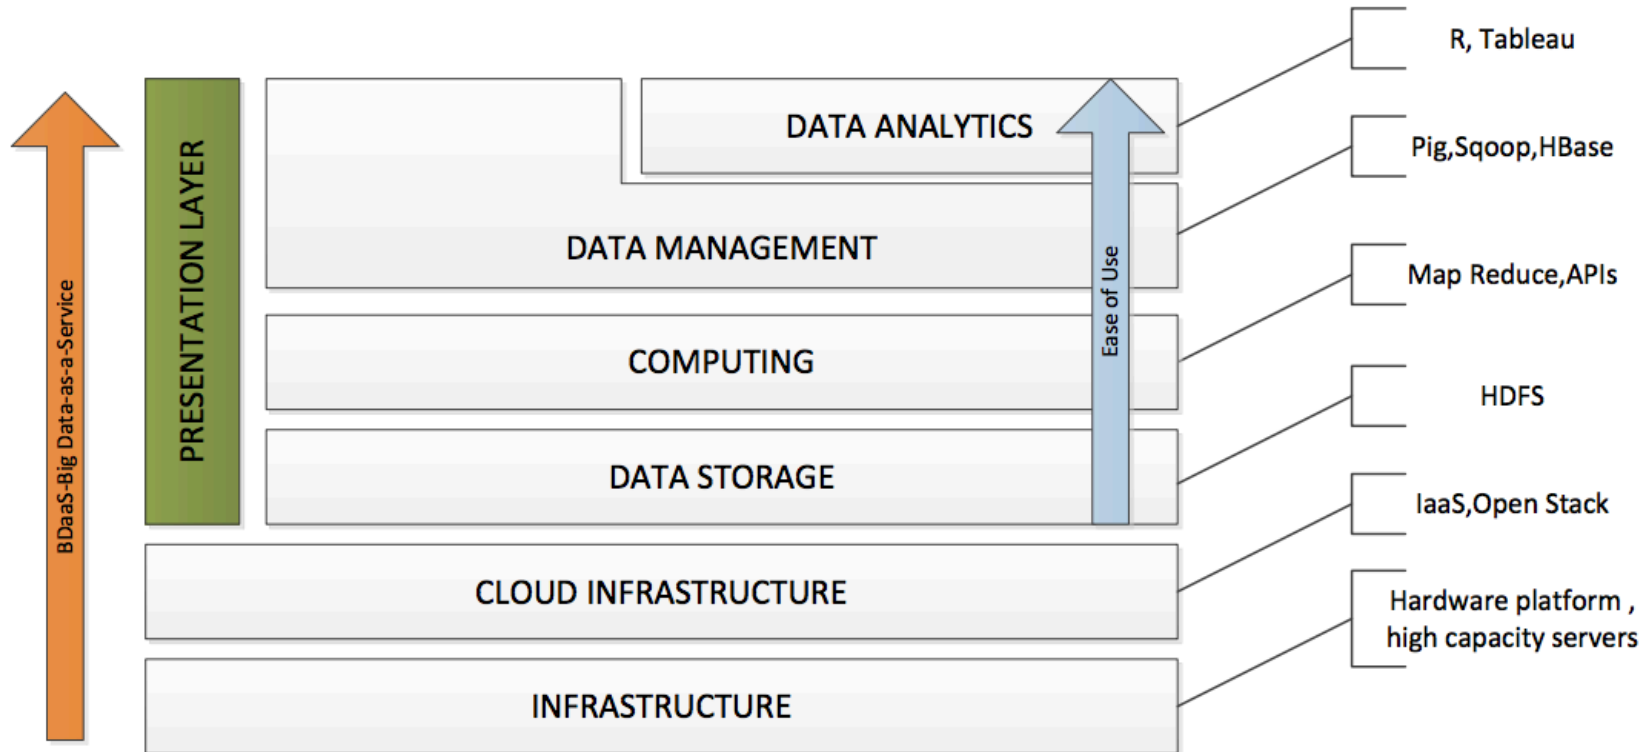 R, Tableau
DATA ANALYTICS
Pig,Sqoop,HBase
PRESENTATION LAYER
DATA MANAGEMENT
Map Reduce,APIs
Ease of Use
BDaaS-Big Data-as-a-Service
COMPUTING
HDFS
DATA STORAGE
IaaS,Open Stack
CLOUD INFRASTRUCTURE
Hardware platform ,
high capacity servers
INFRASTRUCTURE